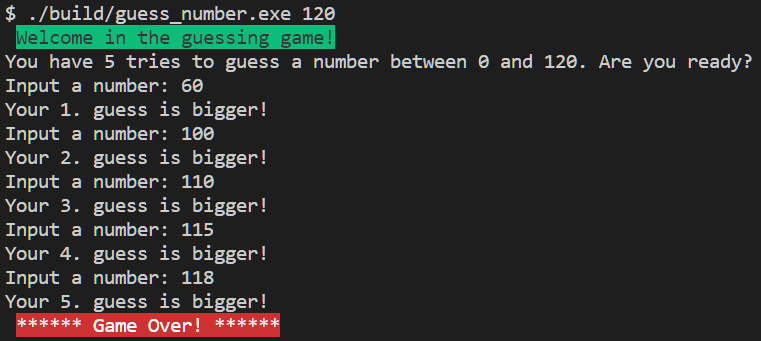 $ ./build/guess_number.exe 120
Welcome in the guessing game!
You have 5 tries to guess a number between 0 and 120. Are you ready?
Input a number: 60
Your 1. guess is bigger!
Input a number: 100
Your 2. guess is bigger!
Input a number: 110
Your 3. guess is bigger!
Input a number: 115
Your 4. guess is bigger!
Input a number: 118
Your 5. guess is bigger!
****** Game Over! ******